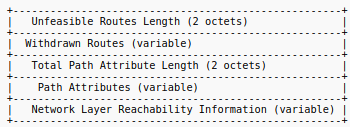 +-----------------------------------------------------+
|   Unfeasible Routes Length (2 octets)               |
+-----------------------------------------------------+
|  Withdrawn Routes (variable)                        |
+-----------------------------------------------------+
|   Total Path Attribute Length (2 octets)            |
+-----------------------------------------------------+
|    Path Attributes (variable)                       |
+-----------------------------------------------------+
|   Network Layer Reachability Information (variable) |
+-----------------------------------------------------+